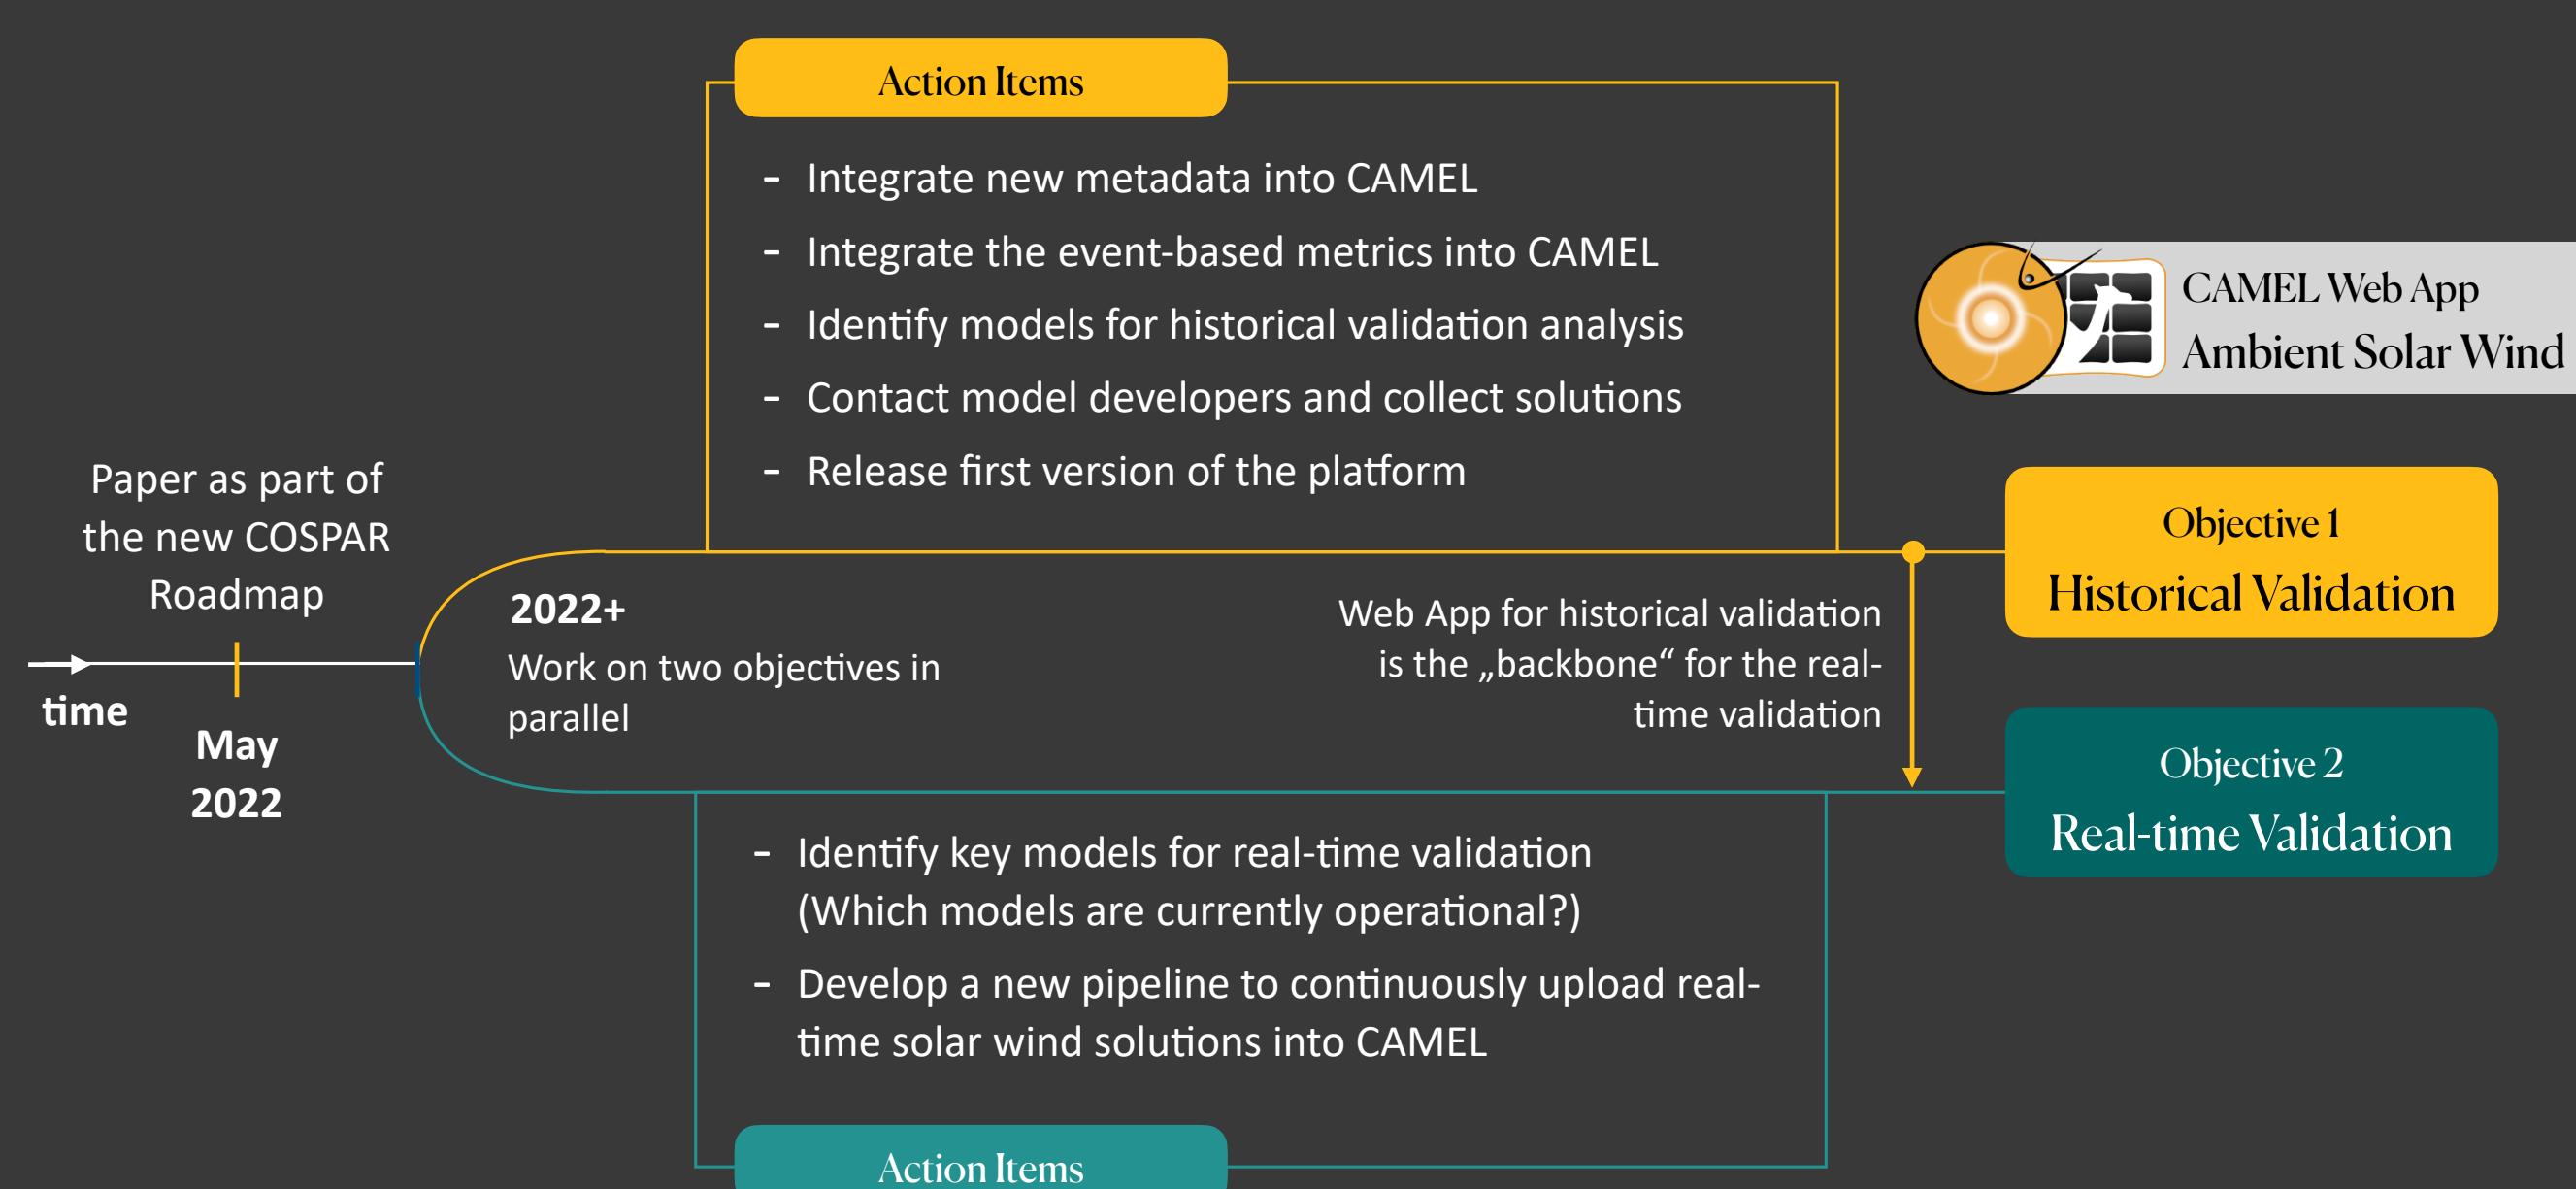 Action Items
- Integrate new metadata into CAMEL
- Integrate the event-based metrics into CAMEL
- Identify models for historical validation analysis
- Contact model developers and collect solutions
- Release first version of the platform
CAMEL Web App
Ambient Solar Wind
Paper as part of
the new COSPAR
Roadmap
time
May
2022
2022+
Work on two objectives in
parallel
Web App for historical validation
is the „backbone“ for the real-
time validation
Objective 1
Historical Validation
Objective 2
Real-time Validation
- Identify key models for real-time validation
(Which models are currently operational?)
- Develop a new pipeline to continuously upload real-
time solar wind solutions into CAMEL
Action Items